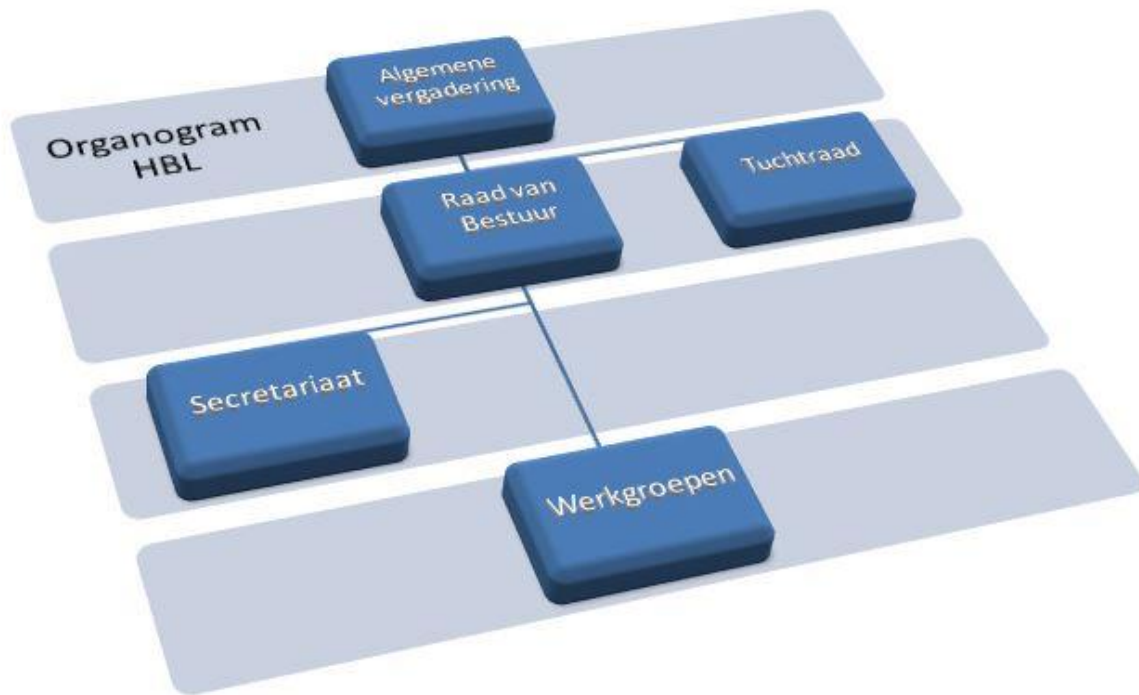 Organogram
HBL
Algemene
vergadering
Raad van
Bestuur
Tuchtraad
Secretariaat
Werkgroepen